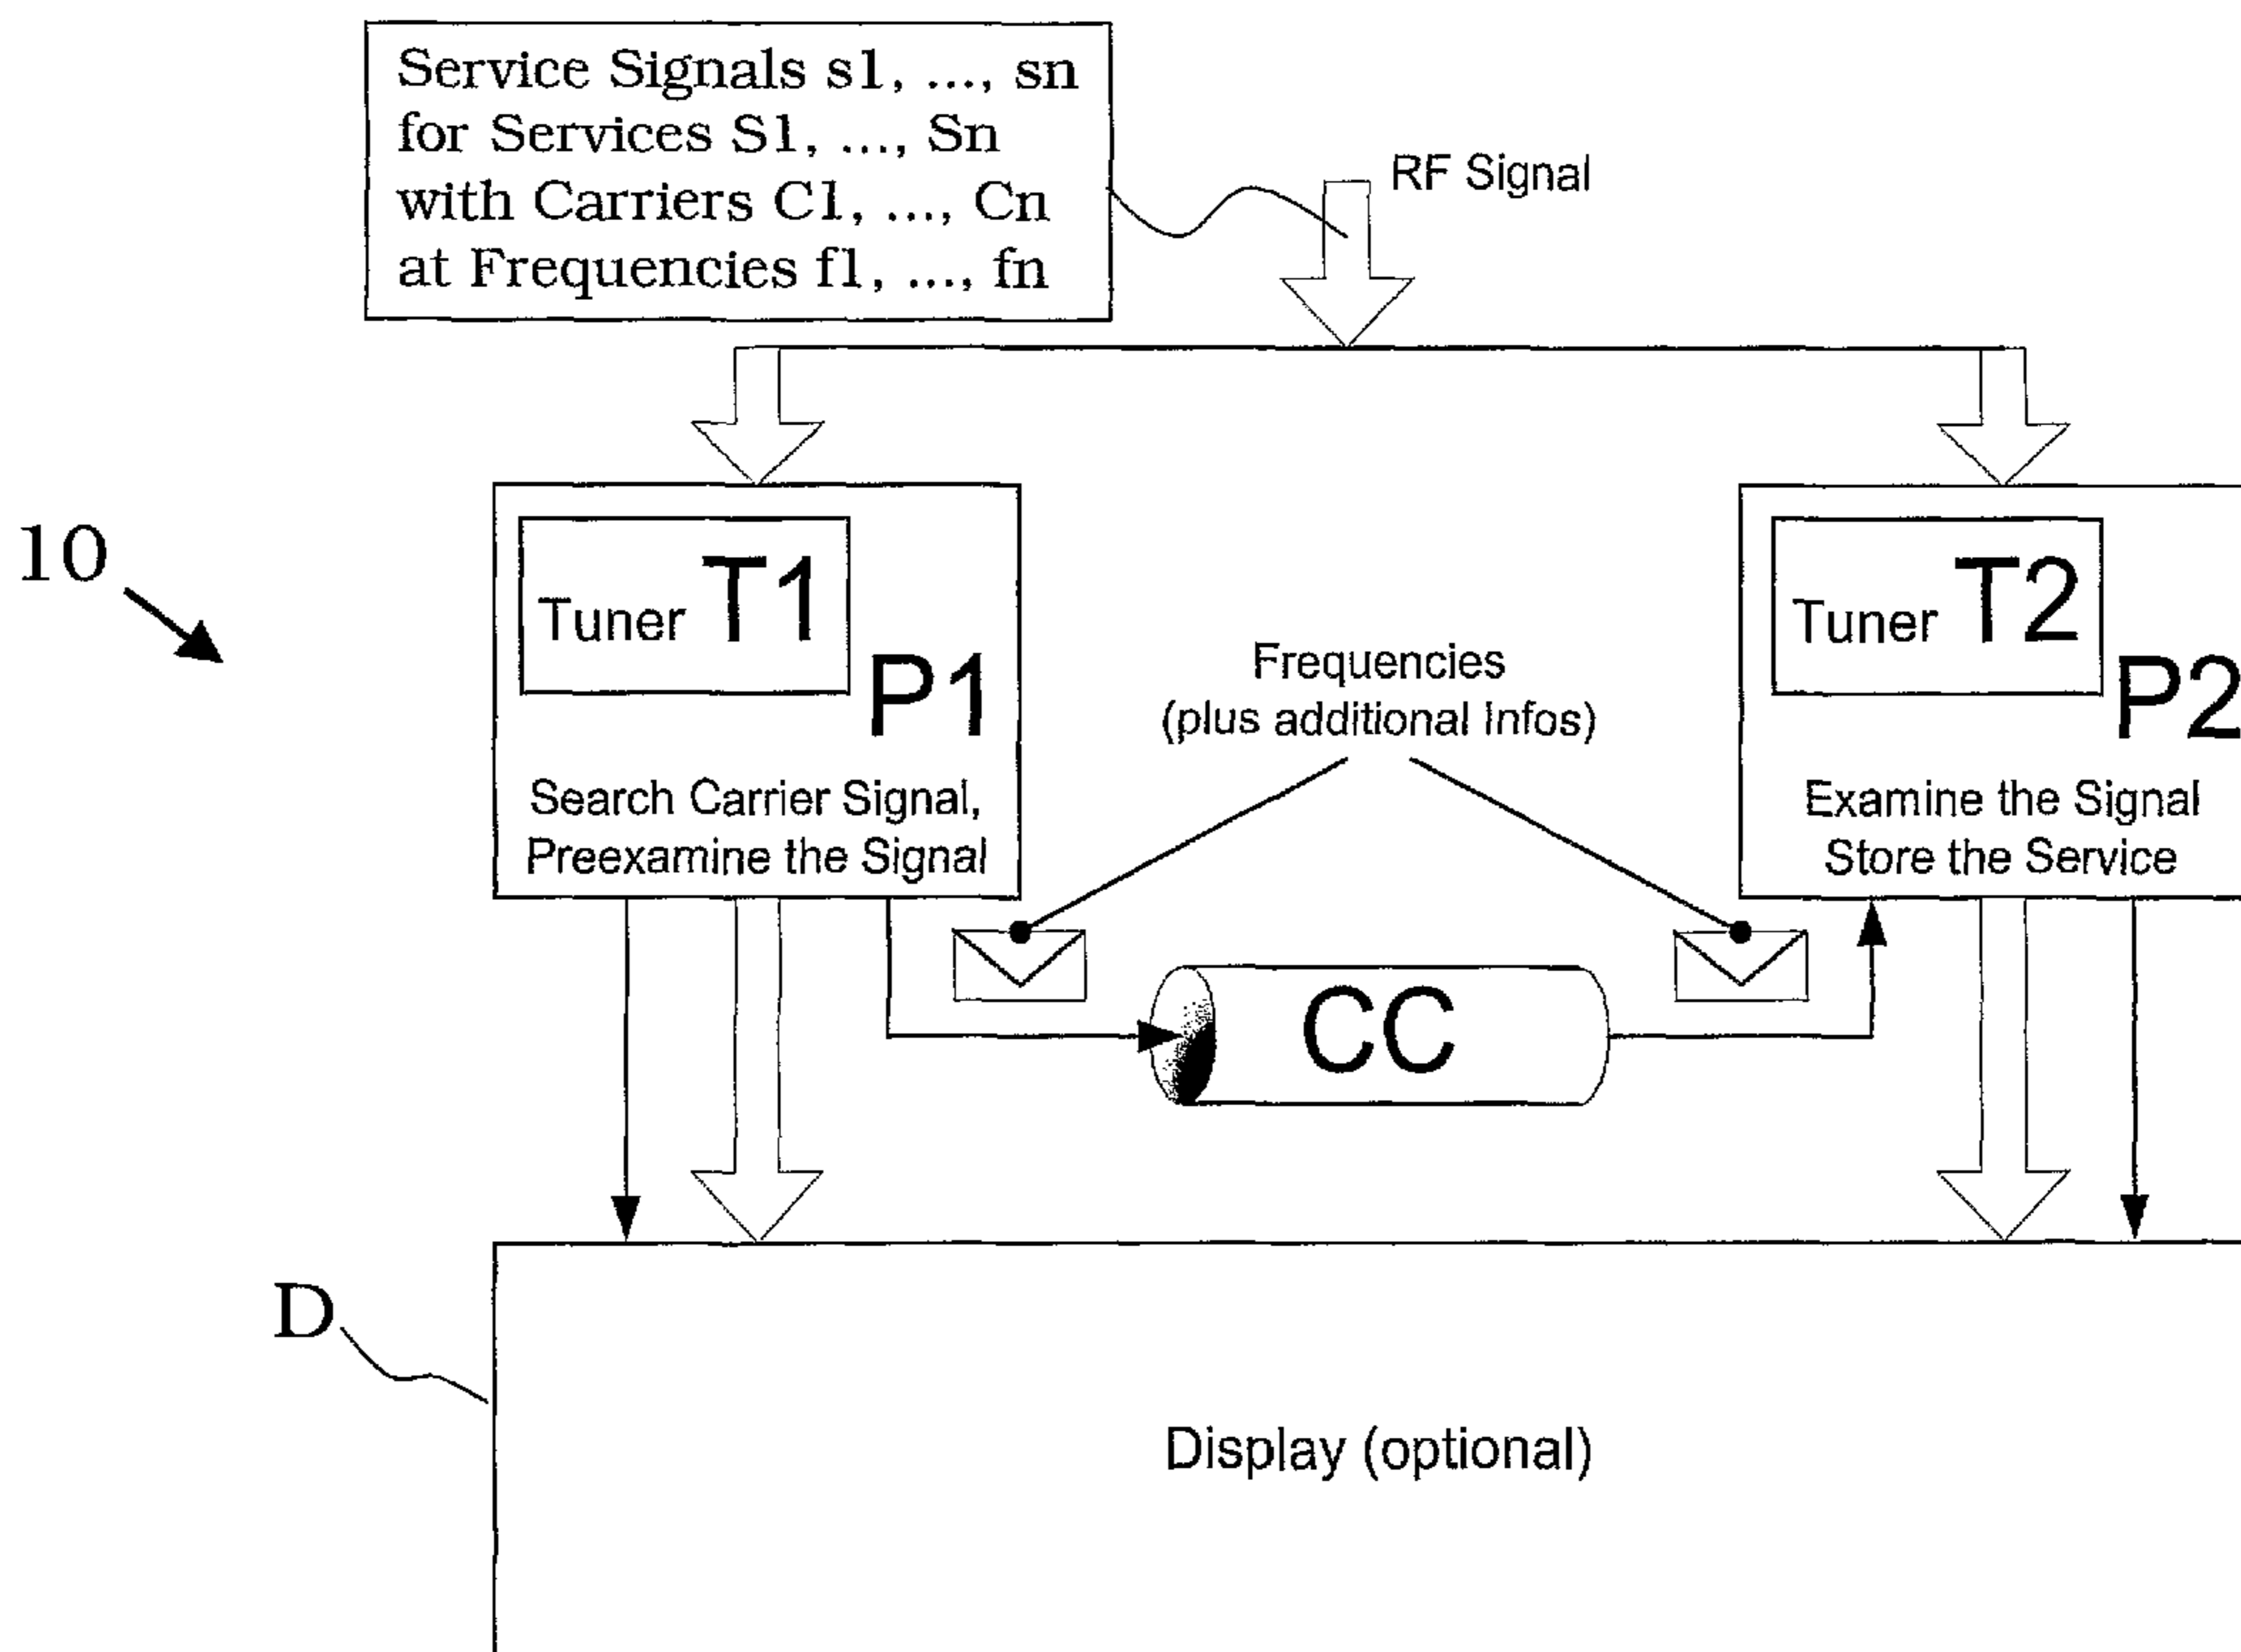 Service Signals s1, ..., sn
for Services S1, ..., Sn
with Carriers C1, ..., Cn
at Frequencies f1, ..., fn
RF Signal
10
Tuner T1
P1
Search Carrier Signal,
Preexamine the Signal
Frequencies
(plus additional Infos)
Tuner T2
P2
Examine the Signal
Store the Service
CC
D
Display (optional)